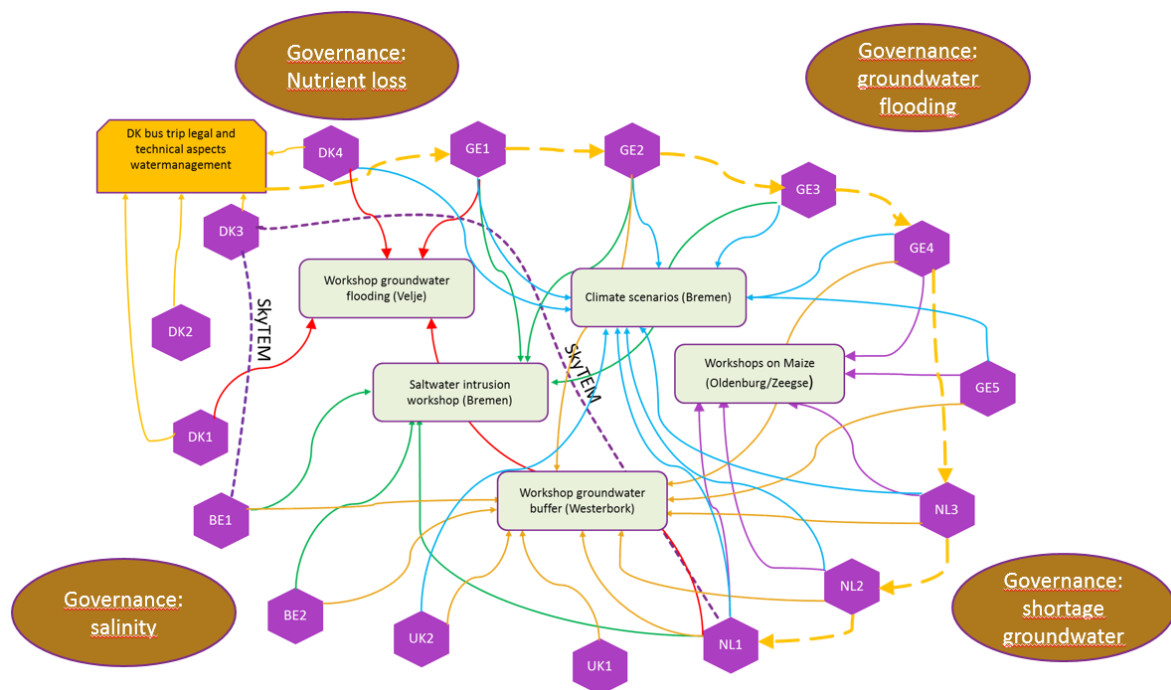 Governance:
Nutrient loss
Governance:
groundwater
flooding
DK bus trip legal and
technical aspects
watermanagement
DK4
GE1
GE2
GE3
DK3
GE4
Workshop groundwater
flooding (Velje)
Climate scenarios (Bremen)
SkyTEM
DK2
SkyTEM
Workshops on Maize
(Oldenburg/Zeegse)
GE5
Saltwater intrusion
workshop (Bremen)
DK1
Workshop groundwater
buffer (Westerbork)
BE1
NL3
Governance:
salinity
BE2
UK2
UK1
NL1
NL2
Governance:
shortage
groundwater